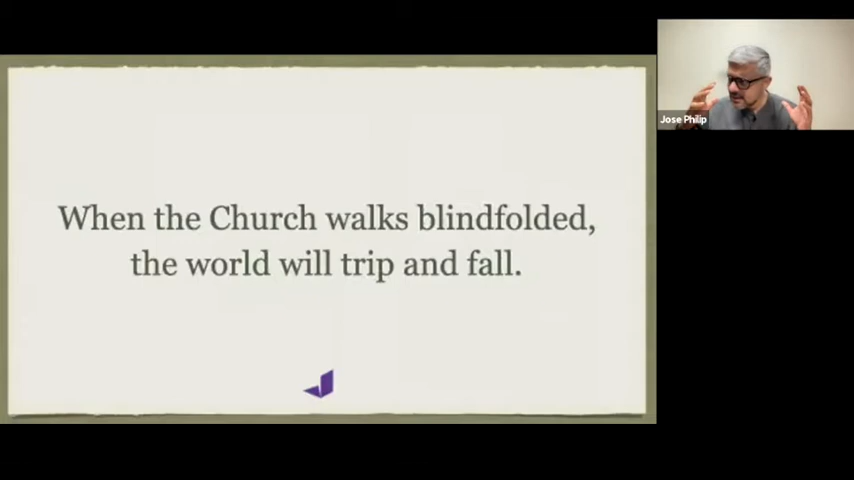 When the Church walks blindfolded,
the world will trip and fall.
Jose Philip